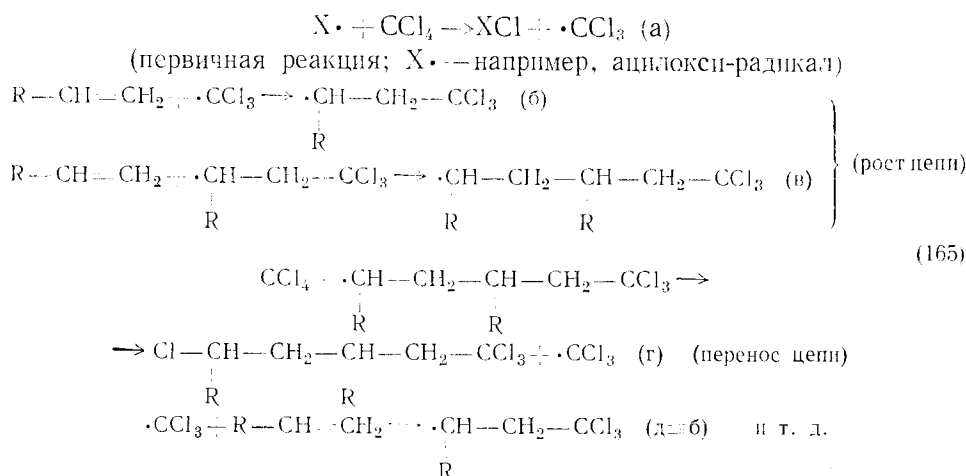 X· + CCl₄ → XCl + ·CCl₃ (а)
(первичная реакция; X· — например, ацилокси-радикал)
R—CH=CH₂ + ·CCl₃ → ·CH—CH₂—CCl₃ (б)
R
R—CH=CH₂ + ·CH—CH₂—CCl₃ → ·CH—CH₂—CH—CH₂—CCl₃ (в)
(рост цепи)
R R R
(165)
CCl₄ + ·CH—CH₂—CH—CH₂—CCl₃ →
R R
→ Cl—CH—CH₂—CH—CH₂—CCl₃ + ·CCl₃ (г) (перенос цепи)
R R
·CCl₃ + R—CH=CH₂ → ·CH—CH₂—CCl₃ (д=б) и т. д.
R